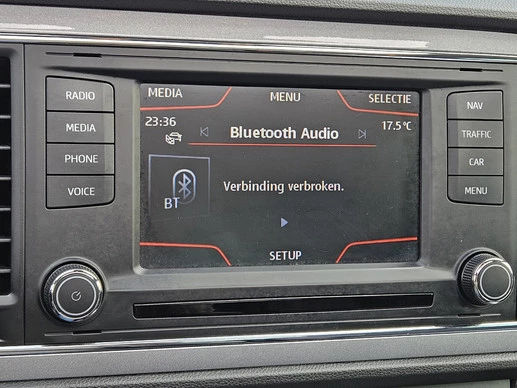 RADIO
MEDIA
PHONE
VOICE
MEDIA
MENU
SELECTIE
23:36
Bluetooth Audio
17.5°C
BT
Verbinding verbroken.
SETUP
NAV
TRAFFIC
CAR
MENU